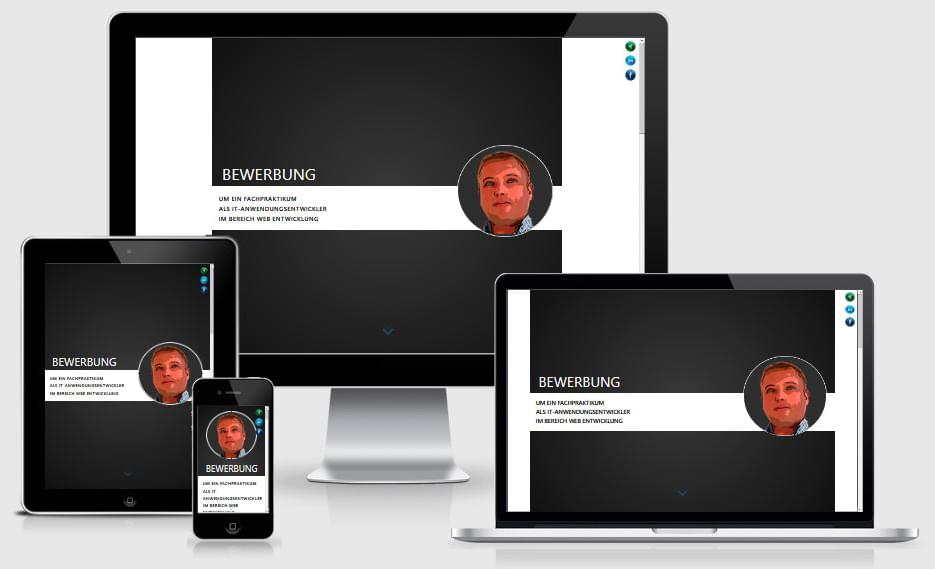 BEWERBUNG
UM EIN FACHPRAKTIKUM
ALS IT-ANWENDUNGSENTWICKLER
IM BEREICH WEB ENTWICKLUNG
BEWERBUNG
UM EIN FACHPRAKTIKUM
ALS IT-ANWENDUNGSENTWICKLER
IM BEREICH WEB ENTWICKLUNG
BEWERBUNG
UM EIN FACHPRAKTIKUM
ALS IT
ANWENDUNGSENTWICKLER
IM BEREICH WEB
BEWERBUNG
UM EIN FACHPRAKTIKUM
ALS IT-ANWENDUNGSENTWICKLER
IM BEREICH WEB ENTWICKLUNG